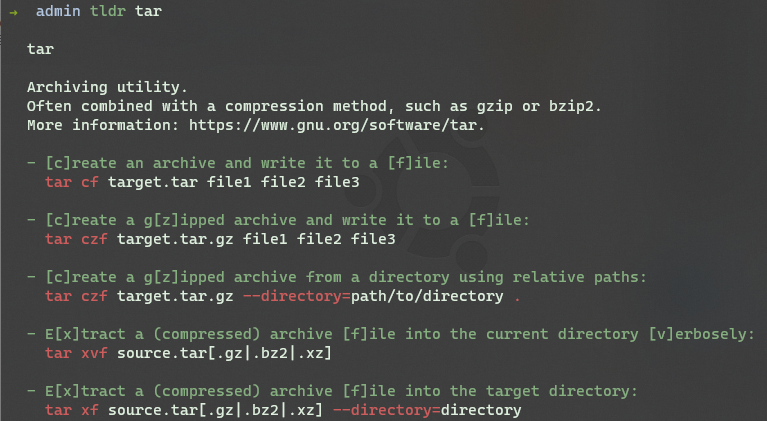 → admin tldr tar
tar
Archiving utility.
Often combined with a compression method, such as gzip or bzip2.
More information: https://www.gnu.org/software/tar.
- [c]reate an archive and write it to a [f]ile:
tar cf target.tar file1 file2 file3
- [c]reate a g[z]ipped archive and write it to a [f]ile:
tar czf target.tar.gz file1 file2 file3
- [c]reate a g[z]ipped archive from a directory using relative paths:
tar czf target.tar.gz --directory=path/to/directory .
- E[x]tract a (compressed) archive [f]ile into the current directory [v]erbosely:
tar xvf source.tar[.gz|.bz2|.xz]
- E[x]tract a (compressed) archive [f]ile into the target directory:
tar xf source.tar[.gz|.bz2|.xz] --directory=directory